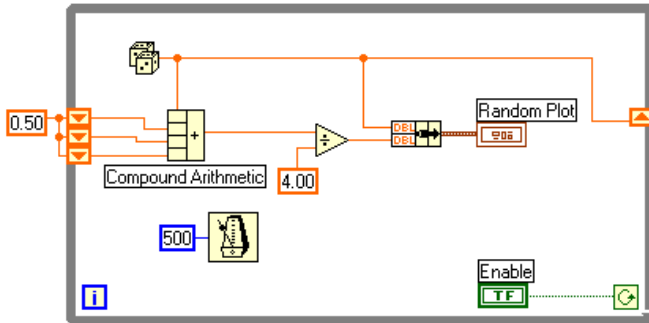 0.50
+
Compound Arithmetic
÷
4.00
DBL
DBL
Random Plot
500
i
Enable
TF